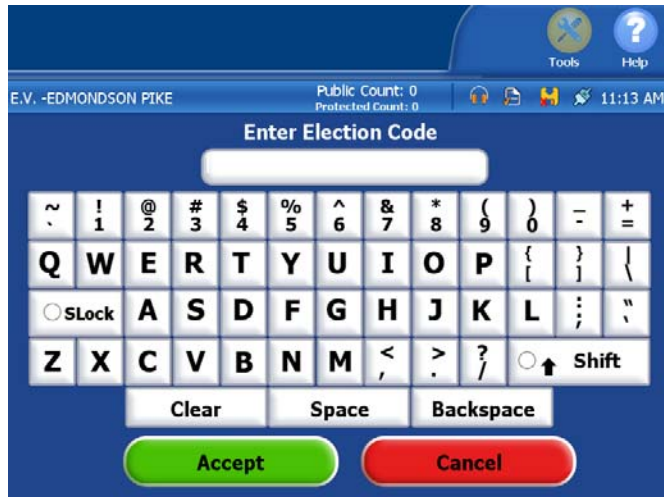 ?
Tools Help
E.V. -EDMONDSON PIKE Public Count: 0 11:13 AM
Protected Count: 0
Enter Election Code
~ ! @ # $ % ^ & * ( ) _ +
` 1 2 3 4 5 6 7 8 9 0 - =
Q W E R T Y U I O P { } |
[ ] \
SLock A S D F G H J K L : "
; '
Z X C V B N M < > ? Shift
, . /
Clear Space Backspace
Accept Cancel